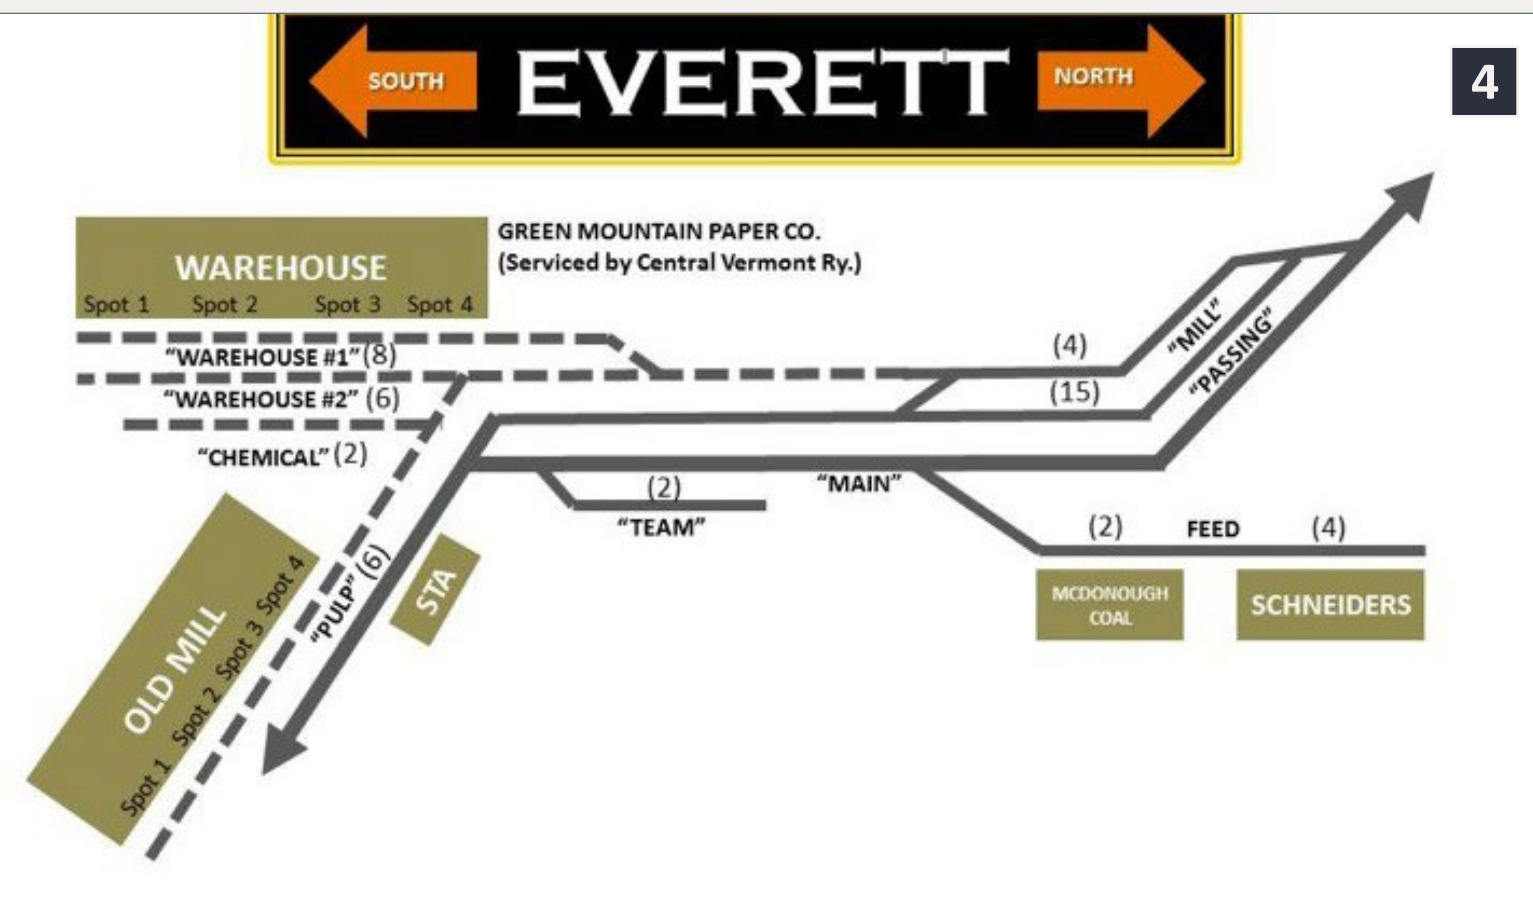 SOUTH
EVERETT
NORTH
4
GREEN MOUNTAIN PAPER CO.
(Serviced by Central Vermont Ry.)
WAREHOUSE
Spot 1 Spot 2 Spot 3 Spot 4
“WAREHOUSE #1” (8)
“WAREHOUSE #2” (6)
“CHEMICAL” (2)
(4)
(15)
“MILL”
“PASSING”
“MAIN”
(2)
“TEAM”
(2) FEED (4)
MCDONOUGH
COAL
SCHNEIDERS
STA
“PULP” (6)
OLD MILL
Spot 1 Spot 2 Spot 3 Spot 4